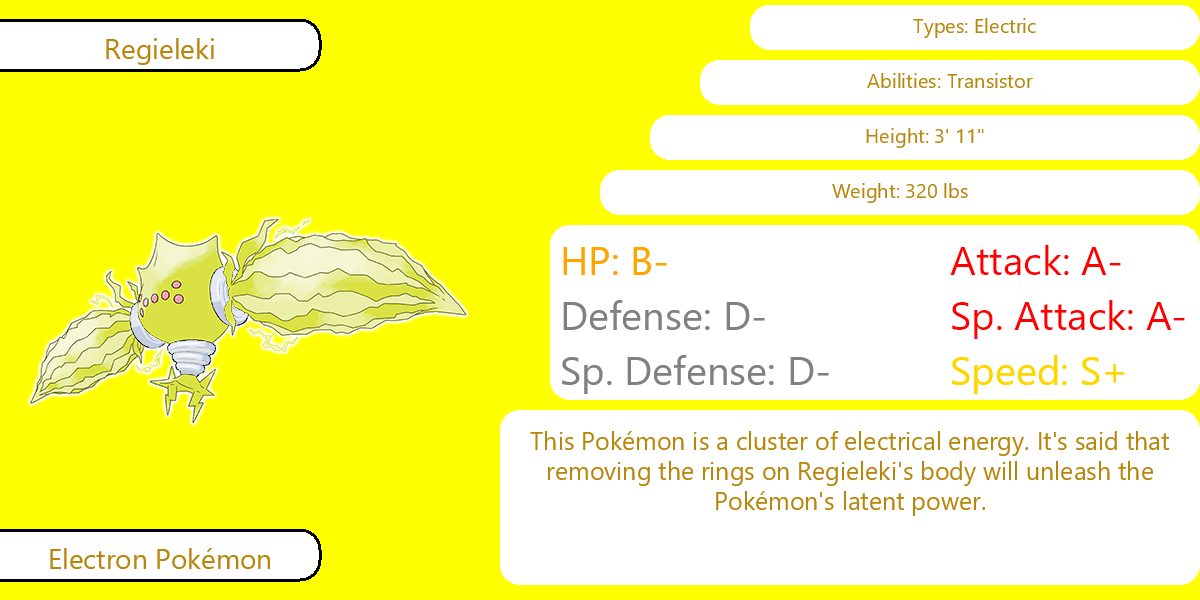 Regieleki
Types: Electric
Abilities: Transistor
Height: 3' 11"
Weight: 320 lbs
HP: B-
Attack: A-
Defense: D-
Sp. Attack: A-
Sp. Defense: D-
Speed: S+
This Pokémon is a cluster of electrical energy. It's said that
removing the rings on Regieleki's body will unleash the
Pokémon's latent power.
Electron Pokémon